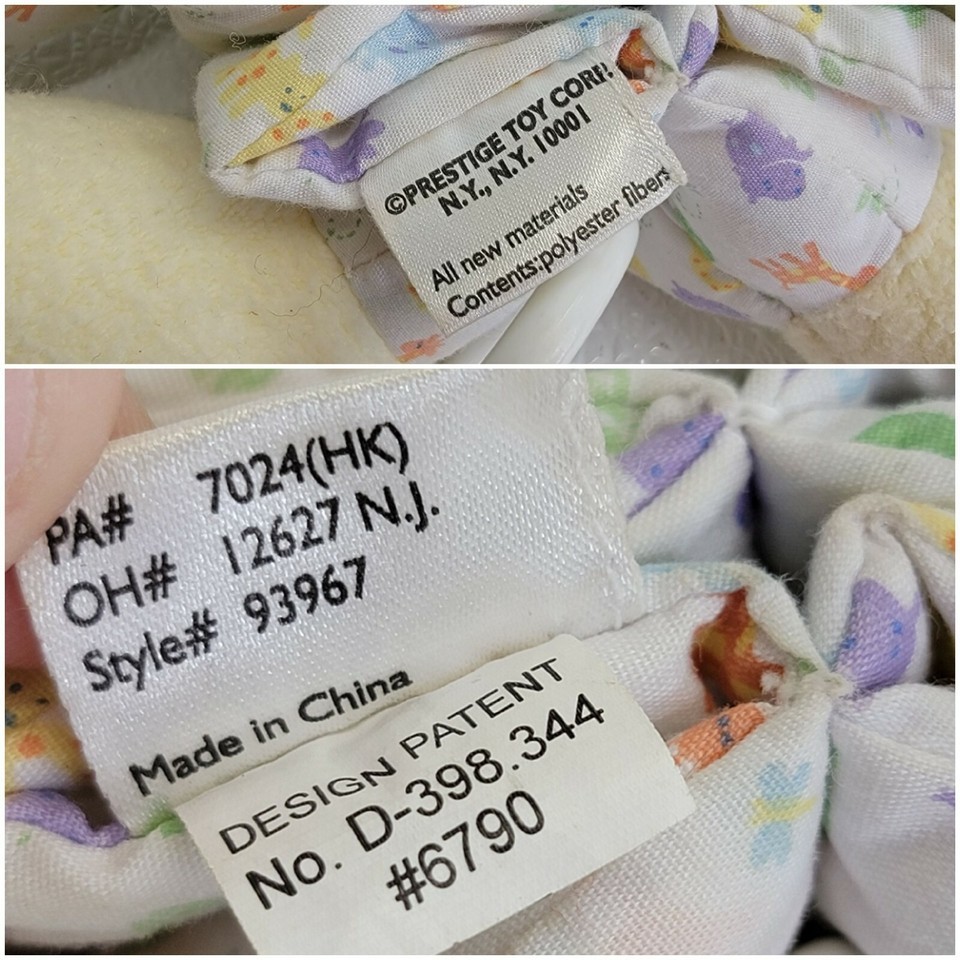 ©PRESTIGE TOY CORP.
N.Y., N.Y. 10001
All new materials
Contents:polyester fibers
PA# 7024(HK)
OH# 12627 N.J.
Style# 93967
Made in China
DESIGN PATENT
No. D-398.344
#6790